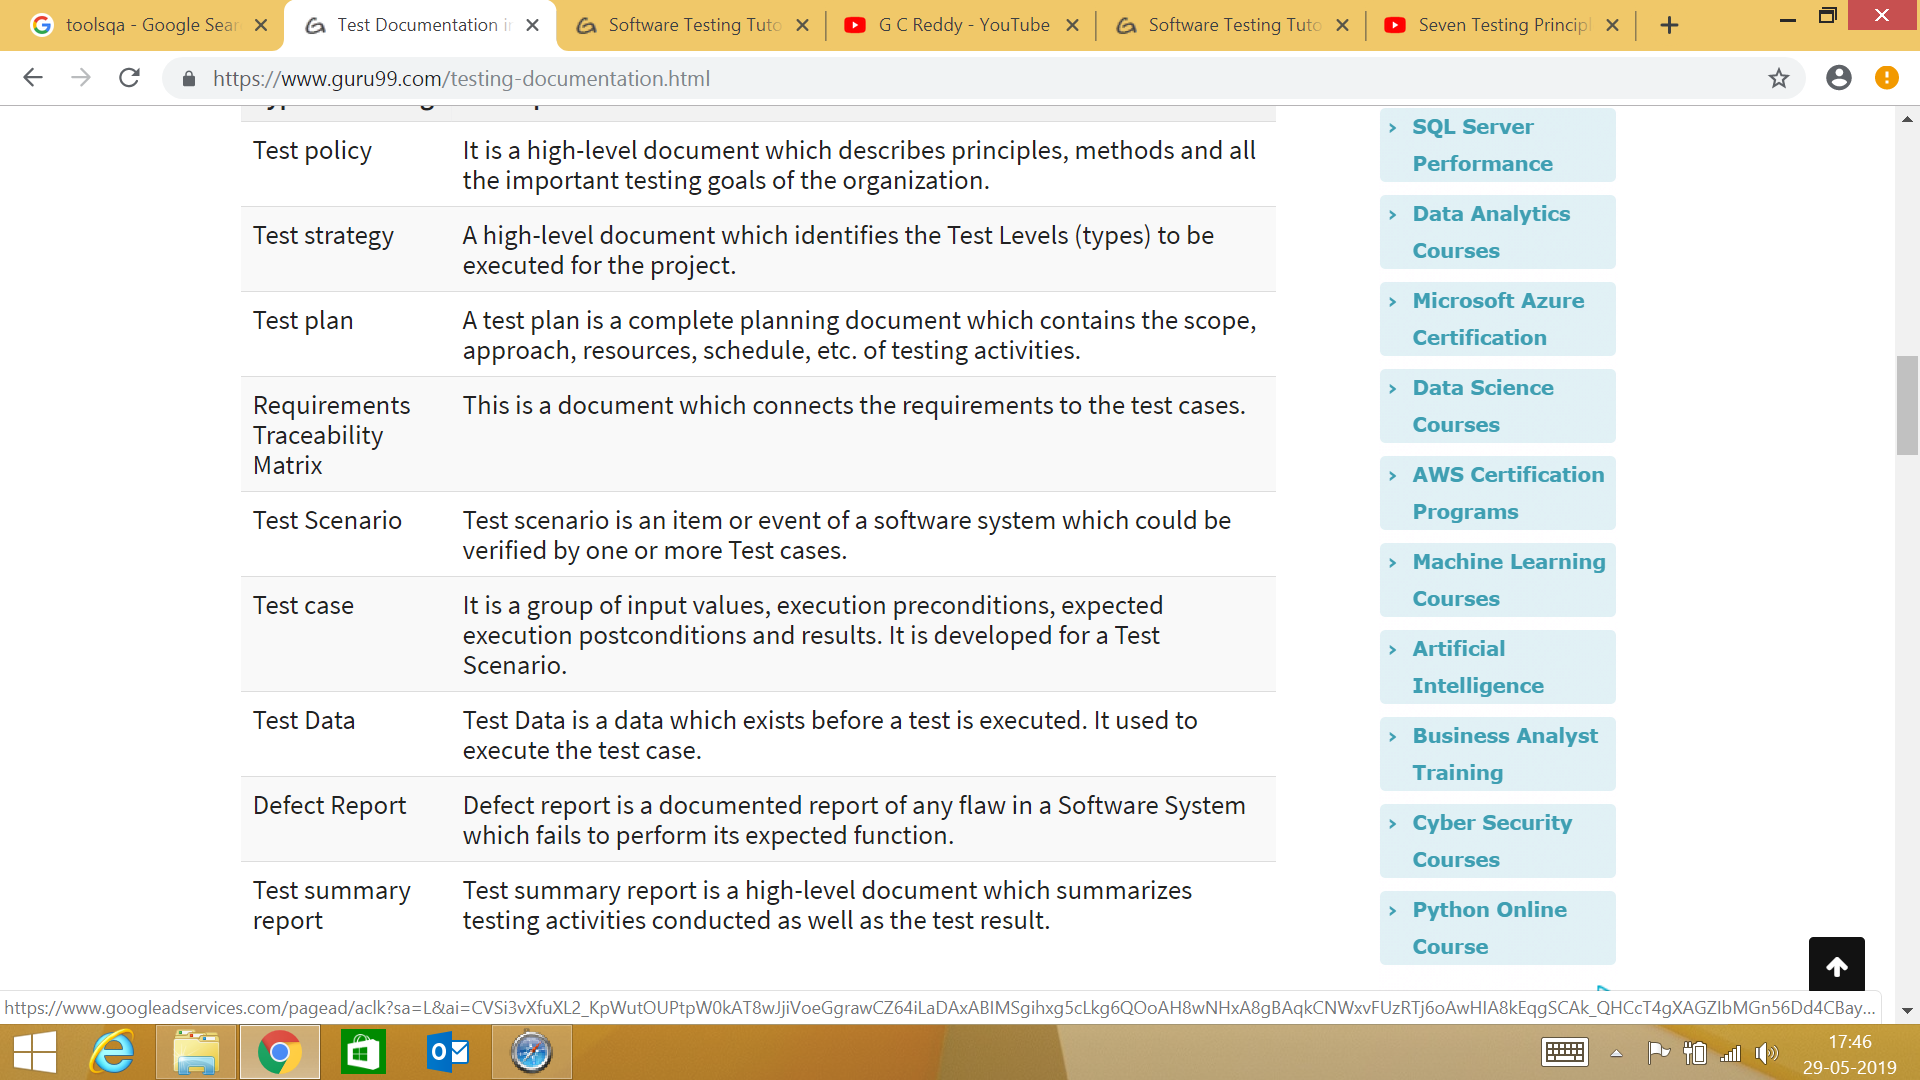 toolsqa - Google Sear
Test Documentation i
Software Testing Tuto
G C Reddy - YouTube
Software Testing Tuto
Seven Testing Princip
https://www.guru99.com/testing-documentation.html
Test policy
It is a high-level document which describes principles, methods and all
the important testing goals of the organization.
Test strategy
A high-level document which identifies the Test Levels (types) to be
executed for the project.
Test plan
A test plan is a complete planning document which contains the scope,
approach, resources, schedule, etc. of testing activities.
Requirements
Traceability
Matrix
This is a document which connects the requirements to the test cases.
Test Scenario
Test scenario is an item or event of a software system which could be
verified by one or more Test cases.
Test case
It is a group of input values, execution preconditions, expected
execution postconditions and results. It is developed for a Test
Scenario.
Test Data
Test Data is a data which exists before a test is executed. It used to
execute the test case.
Defect Report
Defect report is a documented report of any flaw in a Software System
which fails to perform its expected function.
Test summary
report
Test summary report is a high-level document which summarizes
testing activities conducted as well as the test result.
SQL Server
Performance
Data Analytics
Courses
Microsoft Azure
Certification
Data Science
Courses
AWS Certification
Programs
Machine Learning
Courses
Artificial
Intelligence
Business Analyst
Training
Cyber Security
Courses
Python Online
Course
https://www.googleadservices.com/pagead/aclk?sa=L&ai=CVSi3vXfuXL2_KpWutOUPtpW0kAT8wJjiVoeGgrawCZ64iLaDAxABIMSgihxg5cLkg6QOoAH8wNHxA8gBAqkCNWxvFUzRTj6oAwHIA8kEqgSCAk_QHCcT4gXAGZIbMGn56Dd4CBay...
17:46
29-05-2019